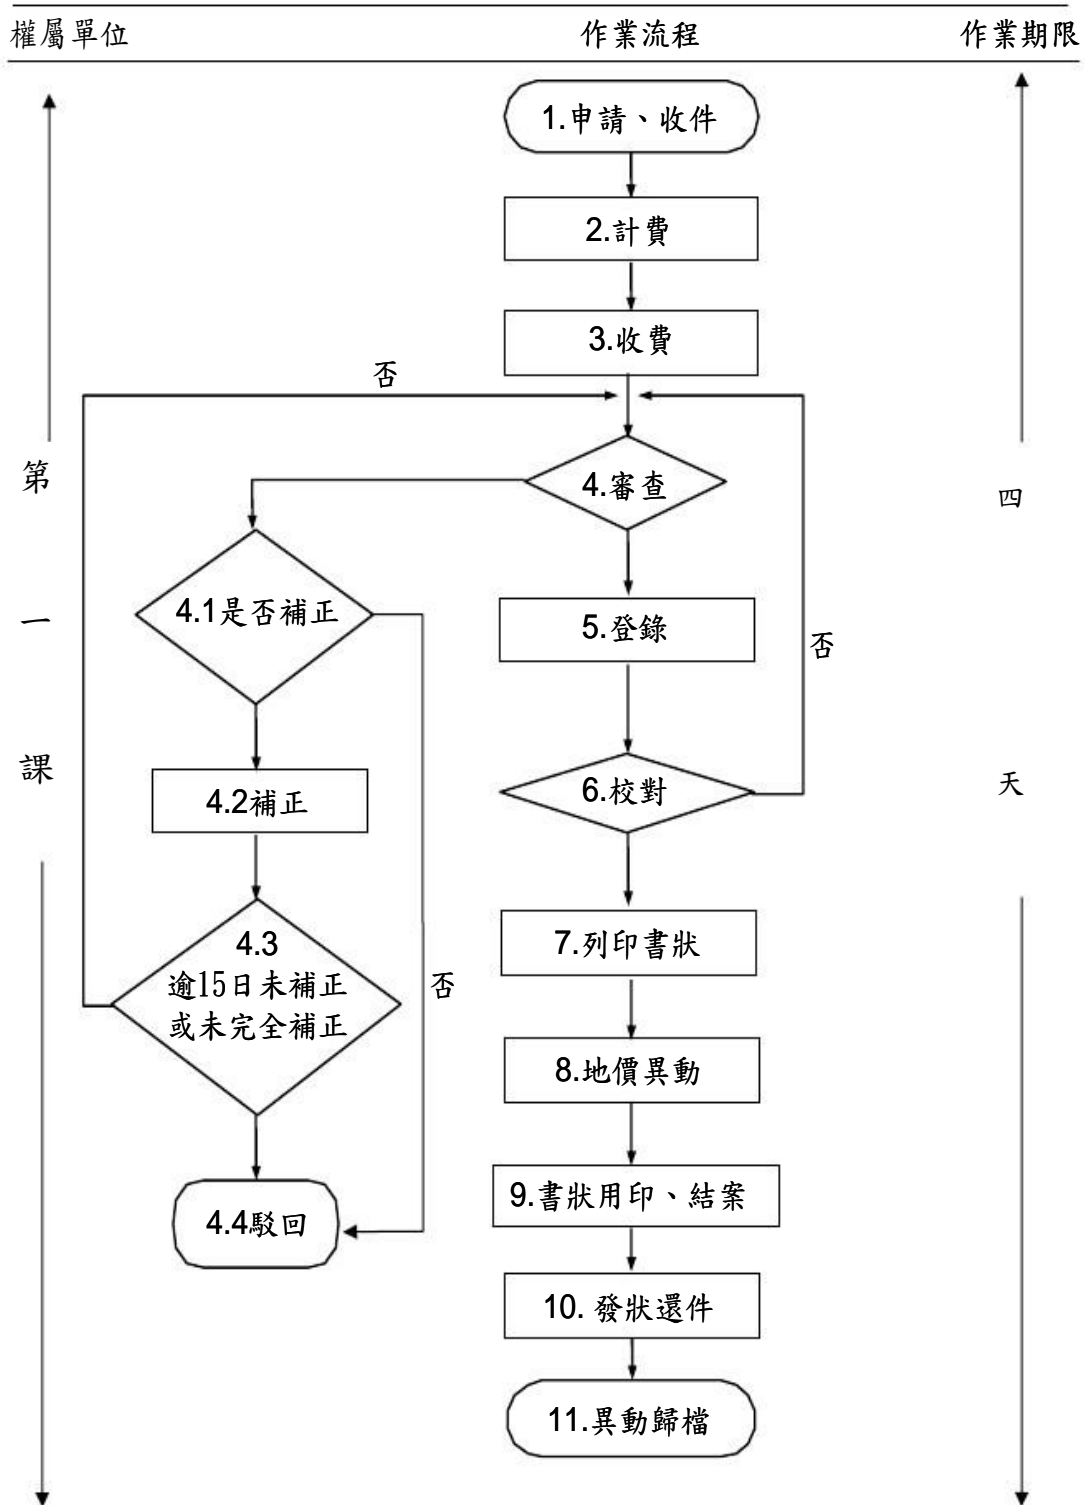 權屬單位
作業流程
作業期限
1.申請、收件
2.計費
3.收費
否
4.審查
4.1是否補正
5.登錄
否
4.2補正
6.校對
4.3
逾15日未補正
或未完全補正
否
7.列印書狀
8.地價異動
4.4駁回
9.書狀用印、結案
10. 發狀還件
11.異動歸檔
第
一
課
四
天